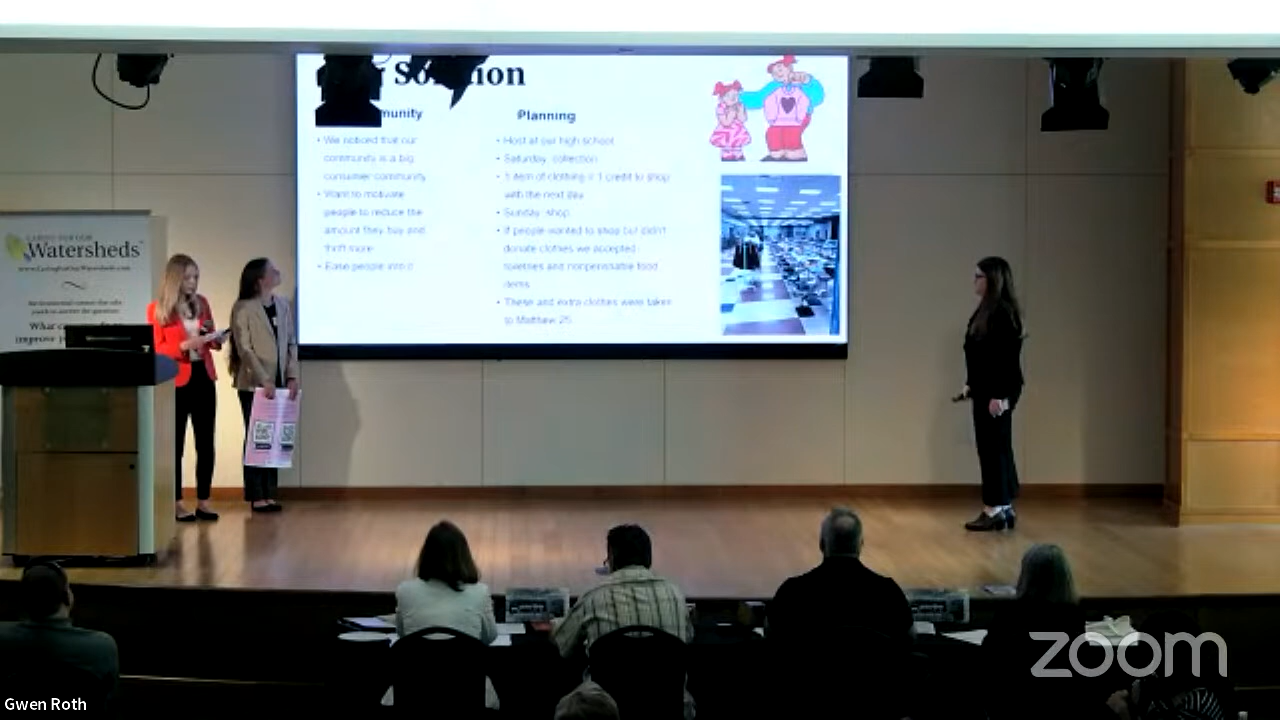 Solution
munity
• We noticed that our
community is a big
consumer community
• Want to motivate
people to reduce the
amount they buy and
thrift more
• Ease people into it
Planning
• Host at our high school
• Saturday: collection
• 1 item of clothing = 1 credit to shop
with the next day
• Sunday: shop
• If people wanted to shop but didn't
donate clothes we accepted
toiletries and nonperishable food
items
• These and extra clothes were taken
to Matthew 25
Watersheds
What
improve
zoom
Gwen Roth